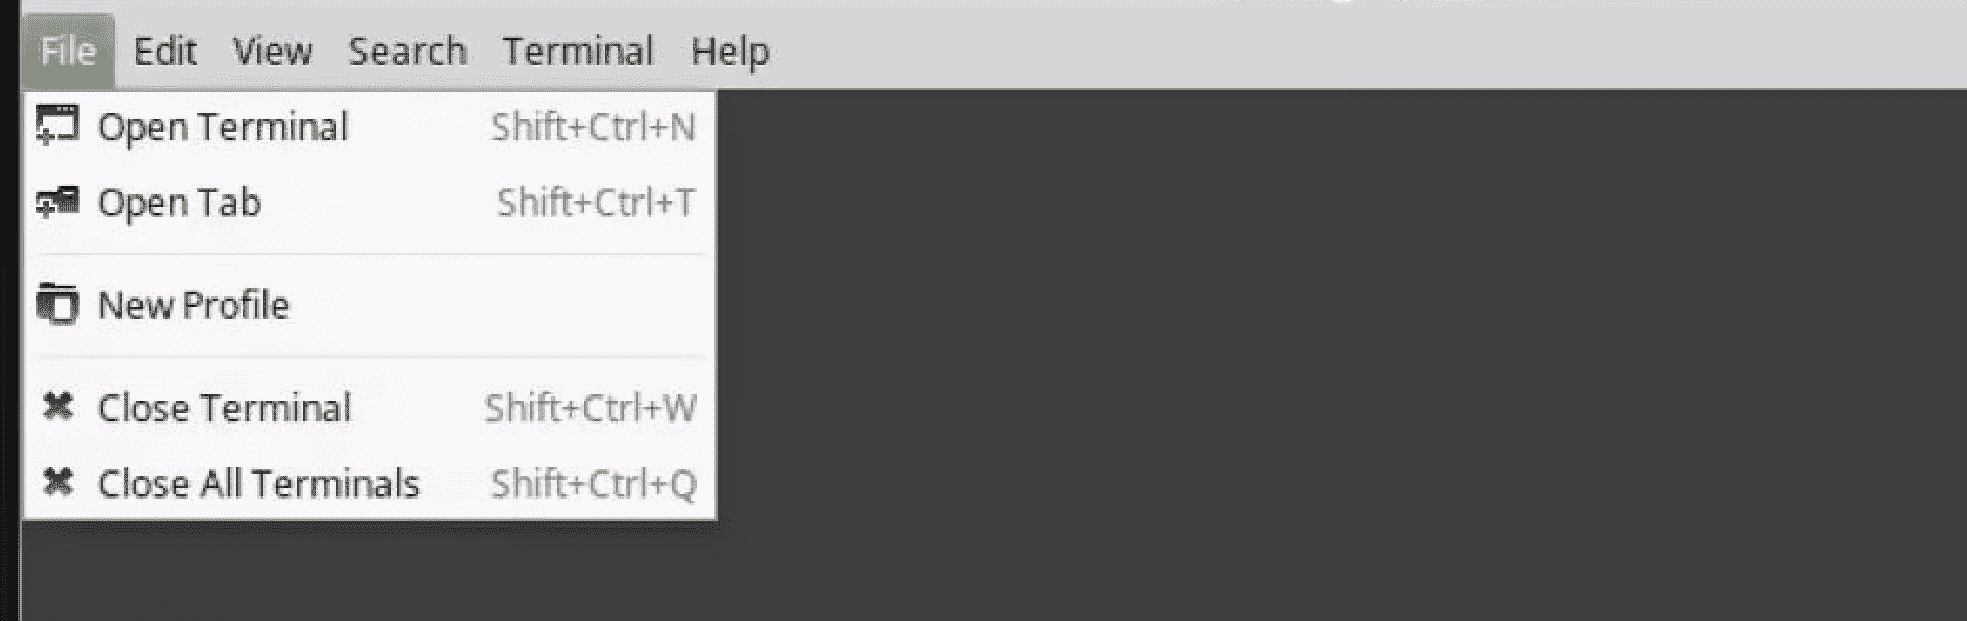 File Edit View Search Terminal Help
Open Terminal Shift+Ctrl+N
Open Tab Shift+Ctrl+T
New Profile
Close Terminal Shift+Ctrl+W
Close All Terminals Shift+Ctrl+Q